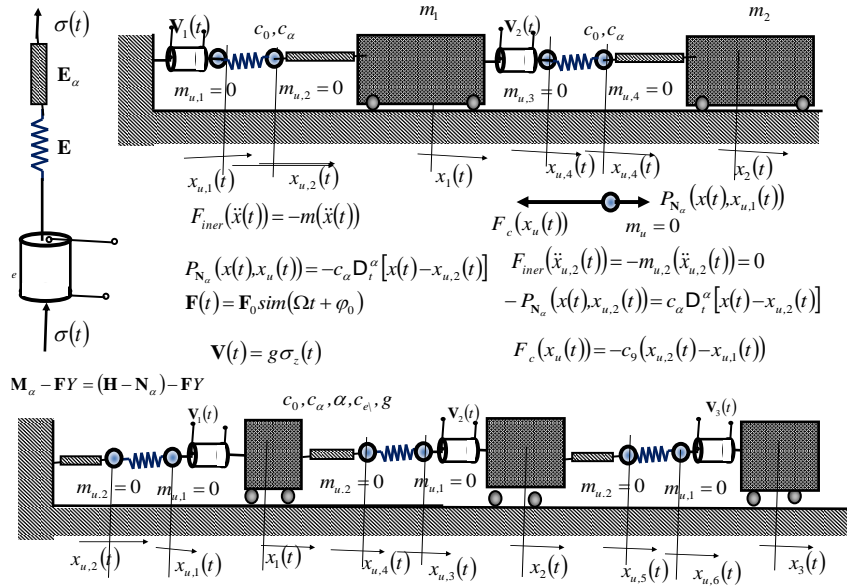 σ(t)
E_α
E
e
σ(t)
V_1(t)
c_0, c_α
m_1
V_2(t)
c_0, c_α
m_2
m_{u,1} = 0
m_{u,2} = 0
m_{u,3} = 0
m_{u,4} = 0
x_{u,1}(t)
x_{u,2}(t)
x_1(t)
x_{u,4}(t)
x_{u,4}(t)
x_2(t)
F_{iner}(ẍ(t)) = −m(ẍ(t))
F_c(x_u(t))
m_u = 0
P_{N_α}(x(t), x_{u,1}(t))
P_{N_α}(x(t), x_u(t)) = −c_α D_t^α [x(t) − x_{u,2}(t)]
F_{iner}(ẍ_{u,2}(t)) = −m_{u,2}(ẍ_{u,2}(t)) = 0
F(t) = F_0 sim(Ωt + φ_0)
− P_{N_α}(x(t), x_{u,2}(t)) = c_α D_t^α [x(t) − x_{u,2}(t)]
V(t) = gσ_z(t)
F_c(x_u(t)) = −c_9(x_{u,2}(t) − x_{u,1}(t))
M_α − FY = (H − N_α) − FY
V_1(t)
c_0, c_α, α, c_{e\}, g
V_2(t)
V_3(t)
m_{u.2} = 0
m_{u,1} = 0
m_{u.2} = 0
m_{u,1} = 0
m_{u.2} = 0
m_{u,1} = 0
x_{u,2}(t)
x_{u,1}(t)
x_1(t)
x_{u,4}(t)
x_{u,3}(t)
x_2(t)
x_{u,5}(t)
x_{u,6}(t)
x_3(t)